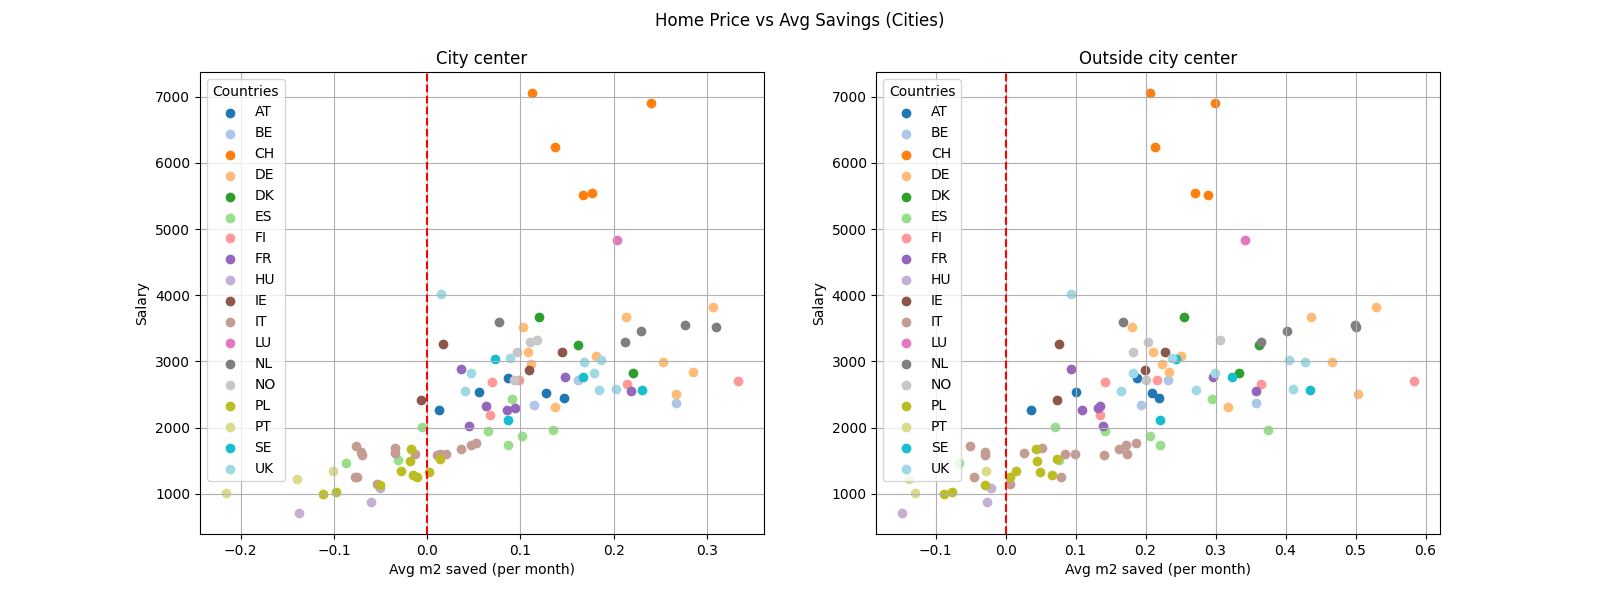 Home Price vs Avg Savings (Cities)
City center
Countries
AT
BE
CH
DE
DK
ES
FI
FR
HU
IE
IT
LU
NL
NO
PL
PT
SE
UK
7000
6000
5000
4000
3000
2000
1000
Salary
−0.2 −0.1 0.0 0.1 0.2 0.3
Avg m2 saved (per month)
Outside city center
Countries
AT
BE
CH
DE
DK
ES
FI
FR
HU
IE
IT
LU
NL
NO
PL
PT
SE
UK
7000
6000
5000
4000
3000
2000
1000
Salary
−0.1 0.0 0.1 0.2 0.3 0.4 0.5 0.6
Avg m2 saved (per month)